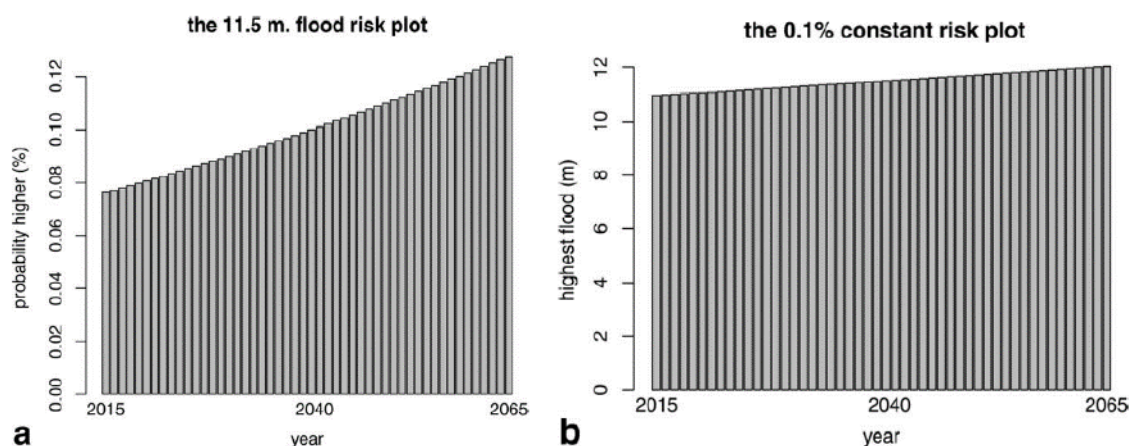 the 11.5 m. flood risk plot
probability higher (%)
0.12
0.10
0.08
0.06
0.04
0.02
0.00
2015 2040 2065
year
a
the 0.1% constant risk plot
highest flood (m)
12
10
8
6
4
2
0
2015 2040 2065
year
b